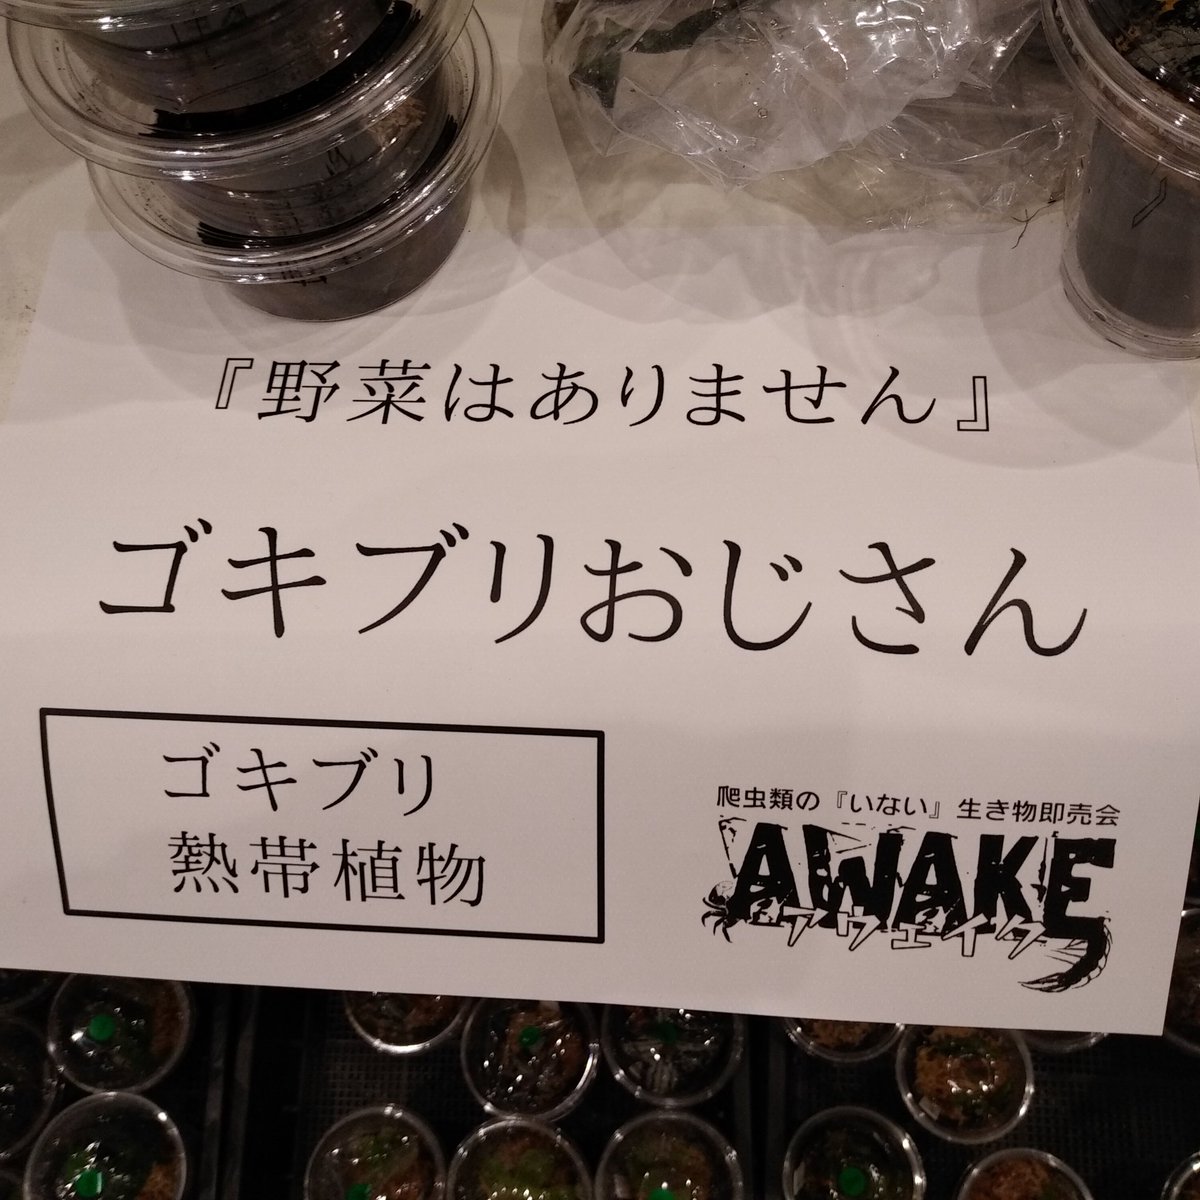 『野菜はありません』
ゴキブリおじさん
ゴキブリ
熱帯植物
爬虫類の『いない』生き物即売会
AWAKE
アウェイク